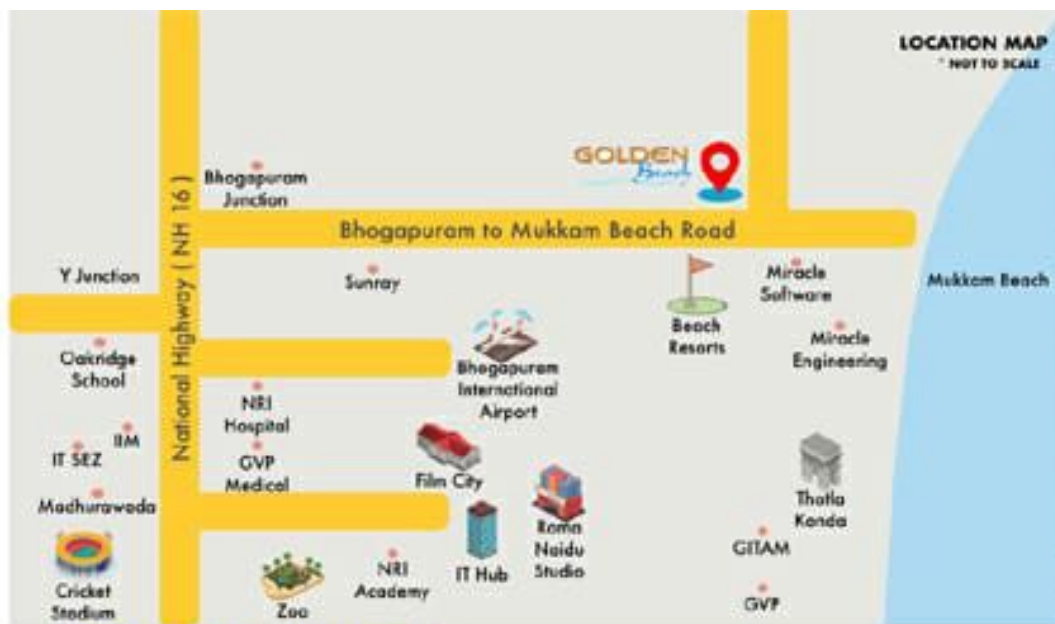 LOCATION MAP
* NOT TO SCALE
GOLDEN
Beach
Bhogapuram
Junction
National Highway ( NH 16 )
Bhogapuram to Mukkam Beach Road
Y Junction
Sunray
Miracle
Software
Mukkam Beach
Beach
Resorts
Oakridge
School
Bhogapuram
International
Airport
Miracle
Engineering
NRI
Hospital
IIM
IT SEZ
GVP
Medical
Film City
Madhurawada
Thotla
Konda
Rama
Naidu
Studio
GITAM
Cricket
Stadium
Zoo
NRI
Academy
IT Hub
GVP